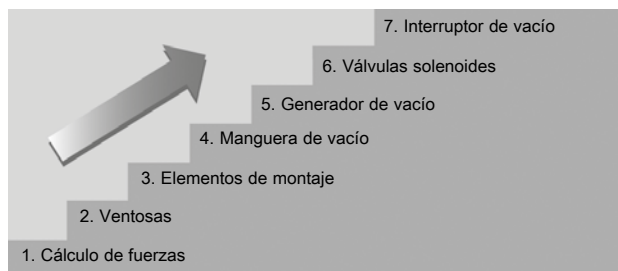 7. Interruptor de vacío
6. Válvulas solenoides
5. Generador de vacío
4. Manguera de vacío
3. Elementos de montaje
2. Ventosas
1. Cálculo de fuerzas